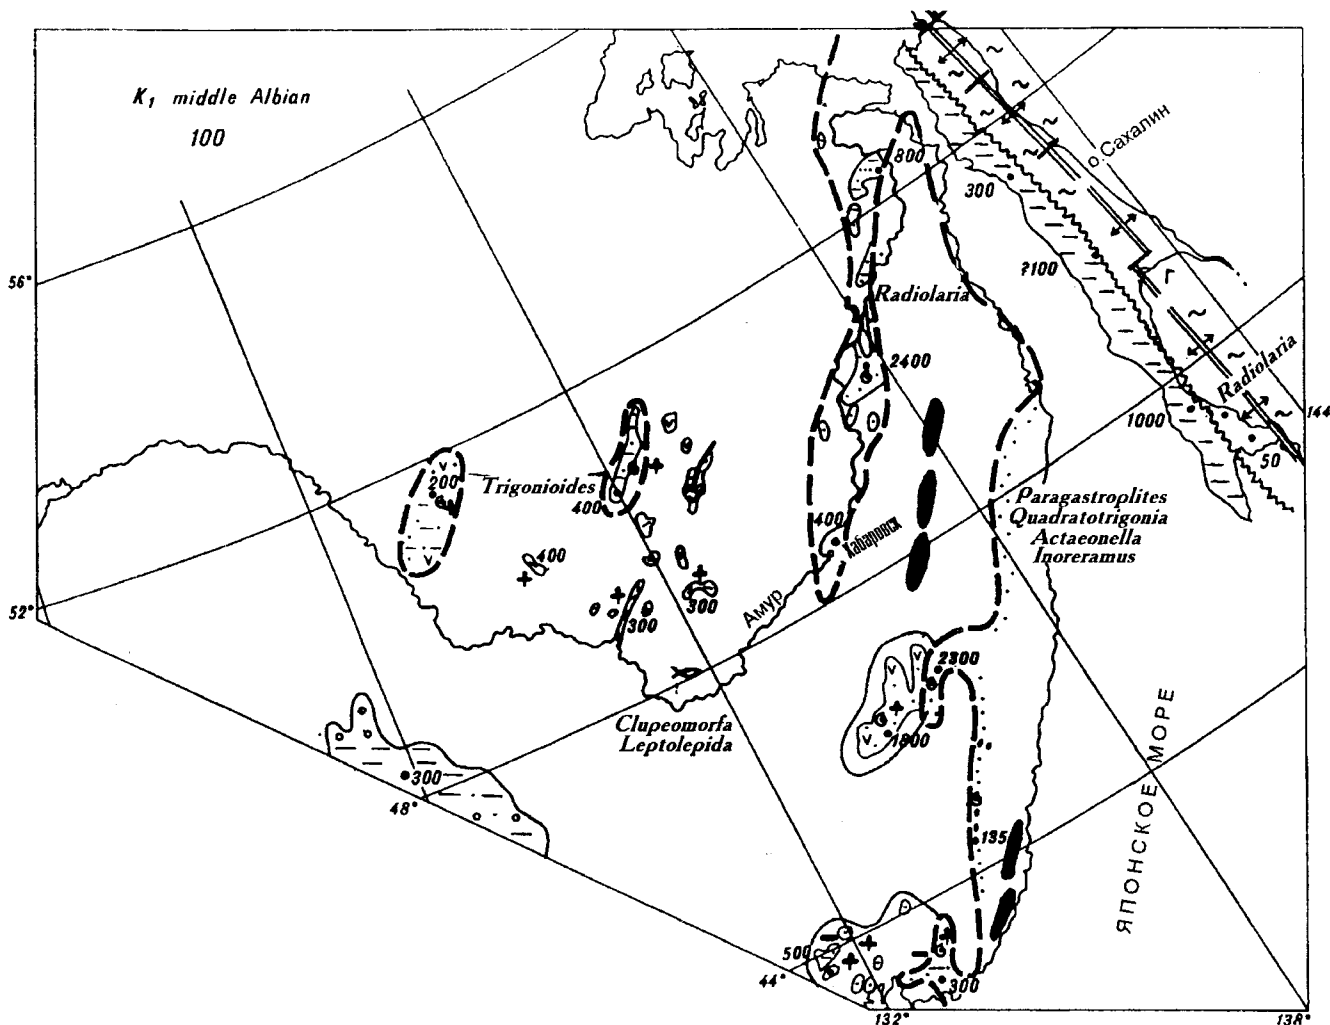 K₁ middle Albian
100
о.Сахалин
800
300
56°
?100
Radiolaria
2400
Radiolaria
1000
144
50
200
Trigonioides
400
Paragastroplites
Quadratotrigonia
Actaeonella
Inoreramus
400
Хабаровск
400
52°
Амур
300
300
2300
Clupeomorfa
Leptolepida
1800
300
48°
135
ЯПОНСКОЕ МОРЕ
500
44°
300
132°
138°